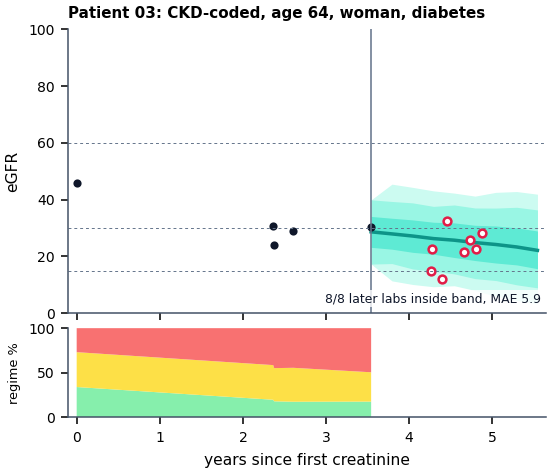 Patient 03: CKD-coded, age 64, woman, diabetes
100
80
60
40
20
0
eGFR
8/8 later labs inside band, MAE 5.9
100
50
0
regime %
0 1 2 3 4 5
years since first creatinine